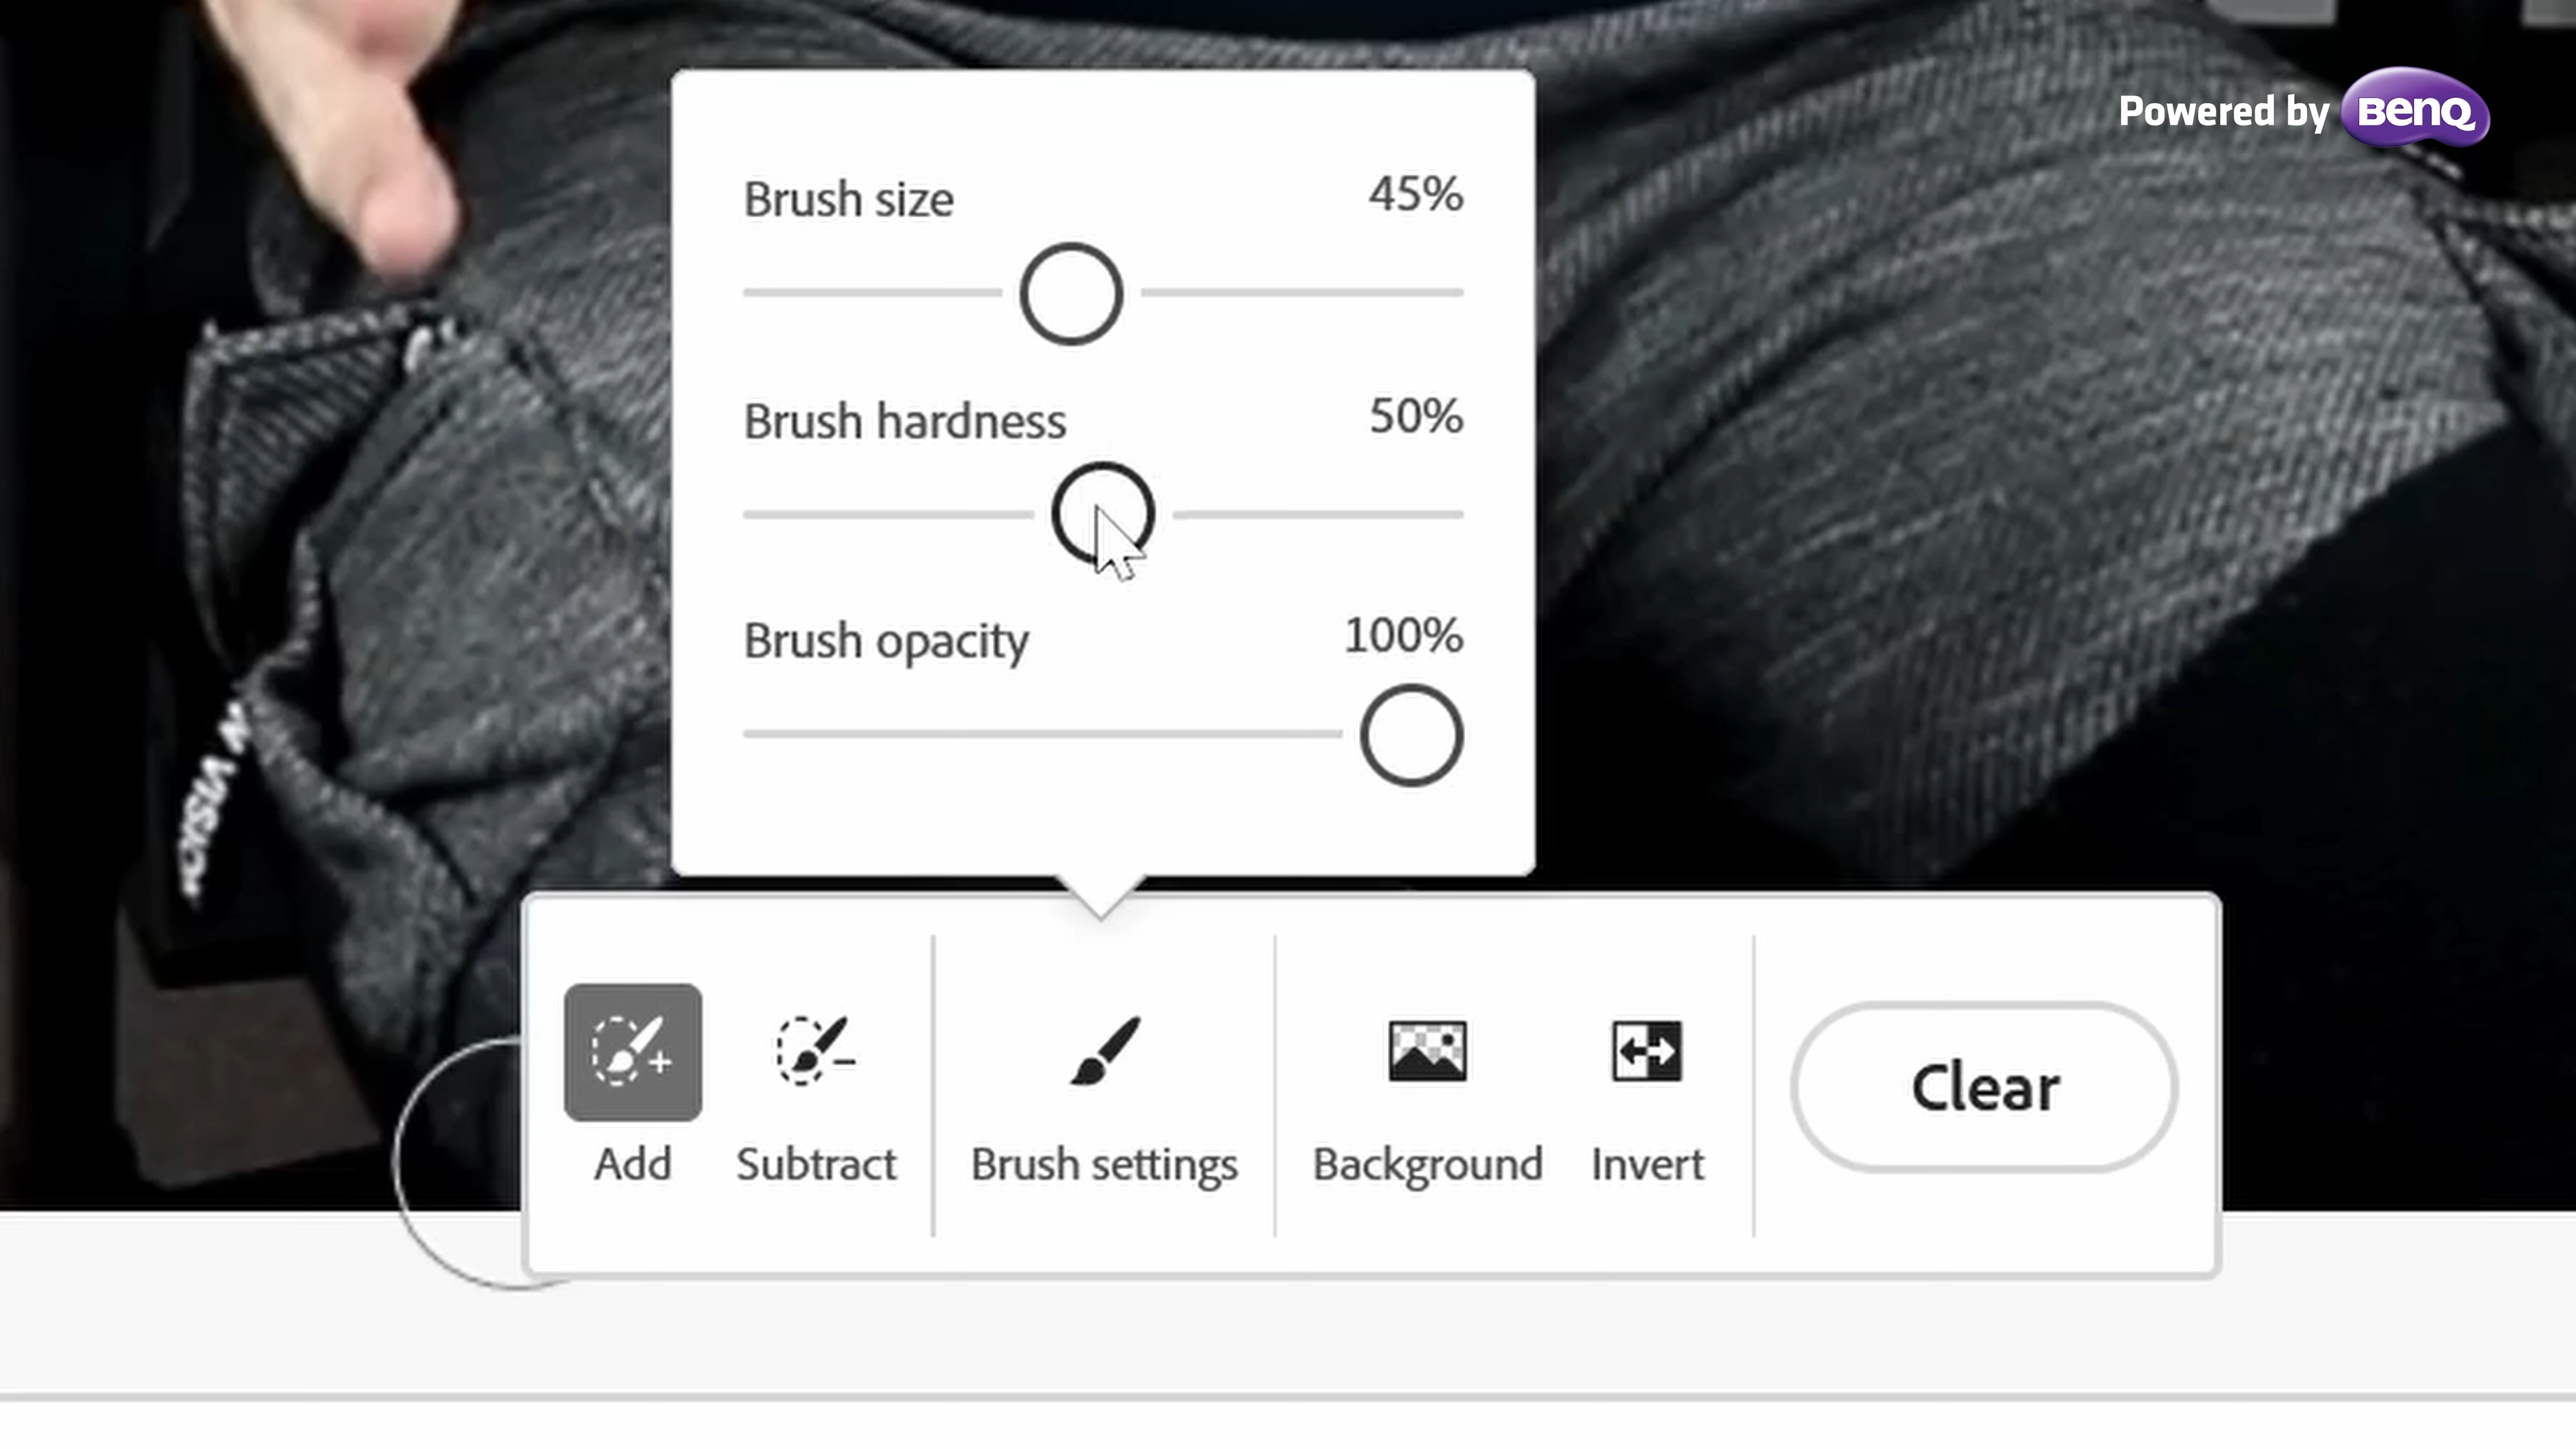 Powered by BenQ
Brush size 45%
Brush hardness 50%
Brush opacity 100%
Add Subtract Brush settings Background Invert Clear